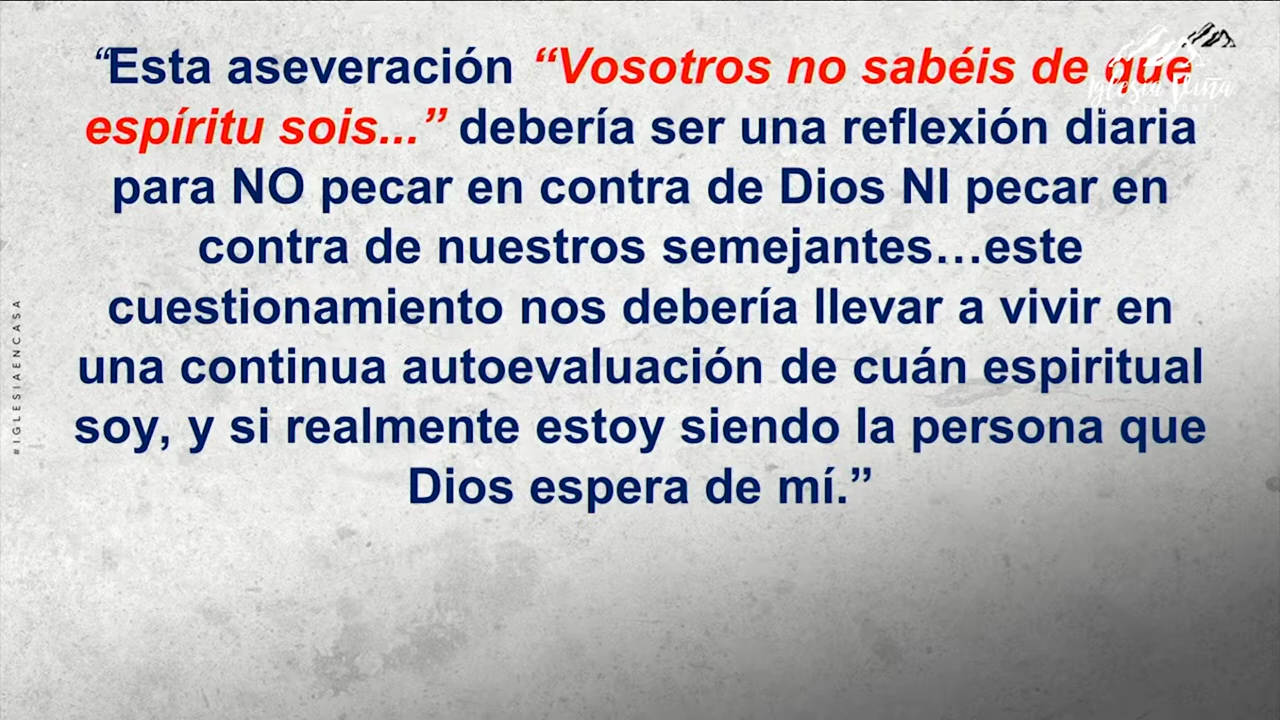 “Esta aseveración “Vosotros no sabéis de qué
espíritu sois...” debería ser una reflexión diaria
para NO pecar en contra de Dios NI pecar en
contra de nuestros semejantes…este
cuestionamiento nos debería llevar a vivir en
una continua autoevaluación de cuán espiritual
soy, y si realmente estoy siendo la persona que
Dios espera de mí.”
Iglesia Viña
#IGLESIAENCASA